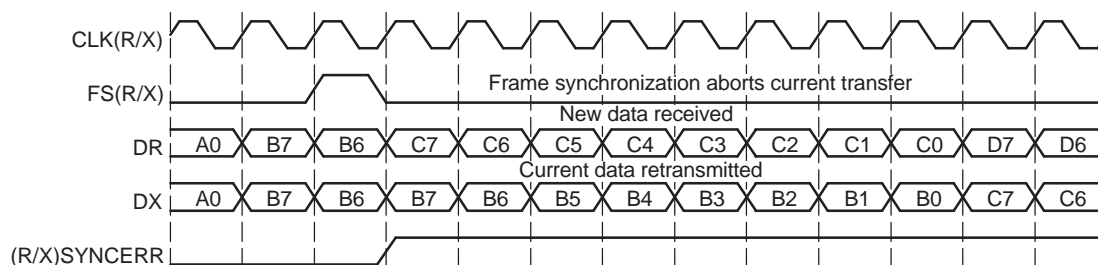 CLK(R/X)
FS(R/X)
Frame synchronization aborts current transfer
New data received
DR A0 B7 B6 C7 C6 C5 C4 C3 C2 C1 C0 D7 D6
Current data retransmitted
DX A0 B7 B6 B7 B6 B5 B4 B3 B2 B1 B0 C7 C6
(R/X)SYNCERR